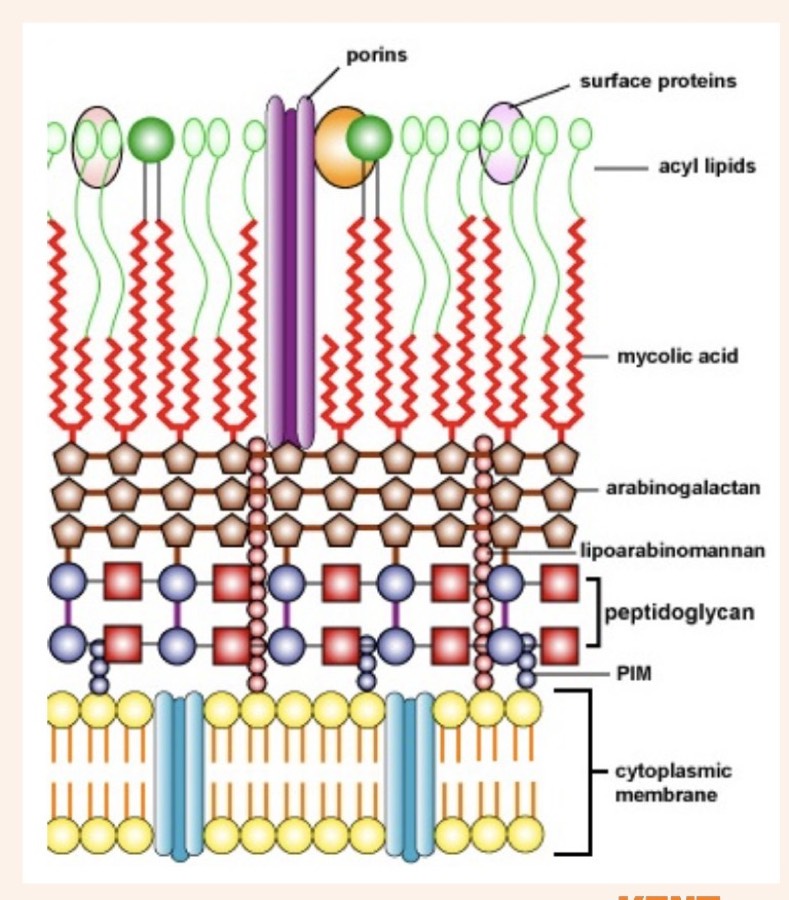 porins
surface proteins
acyl lipids
mycolic acid
arabinogalactan
lipoarabinomannan
peptidoglycan
PIM
cytoplasmic
membrane